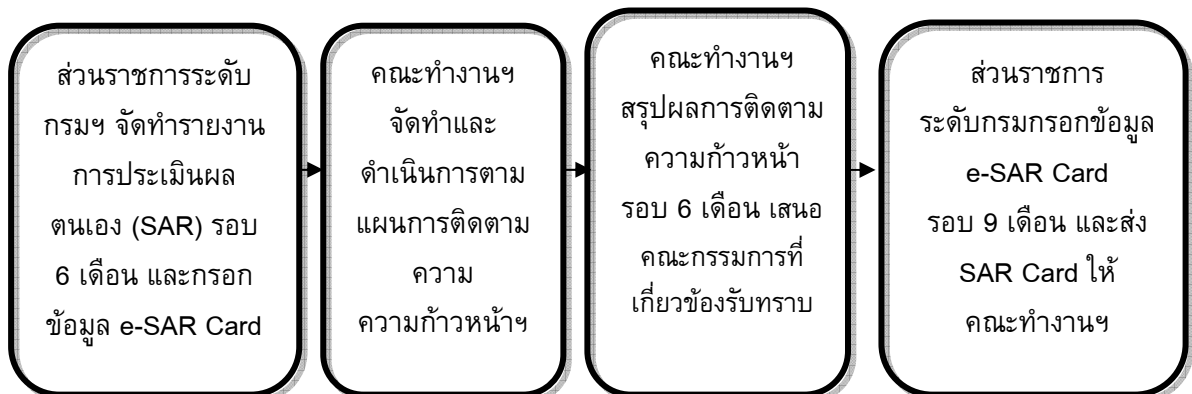 ส่วนราชการระดับ
กรมฯ จัดทำรายงาน
การประเมินผล
ตนเอง (SAR) รอบ
6 เดือน และกรอก
ข้อมูล e-SAR Card
คณะทำงานฯ
จัดทำและ
ดำเนินการตาม
แผนการติดตาม
ความ
ความก้าวหน้าฯ
คณะทำงานฯ
สรุปผลการติดตาม
ความก้าวหน้า
รอบ 6 เดือน เสนอ
คณะกรรมการที่
เกี่ยวข้องรับทราบ
ส่วนราชการ
ระดับกรมกรอกข้อมูล
e-SAR Card
รอบ 9 เดือน และส่ง
SAR Card ให้
คณะทำงานฯ